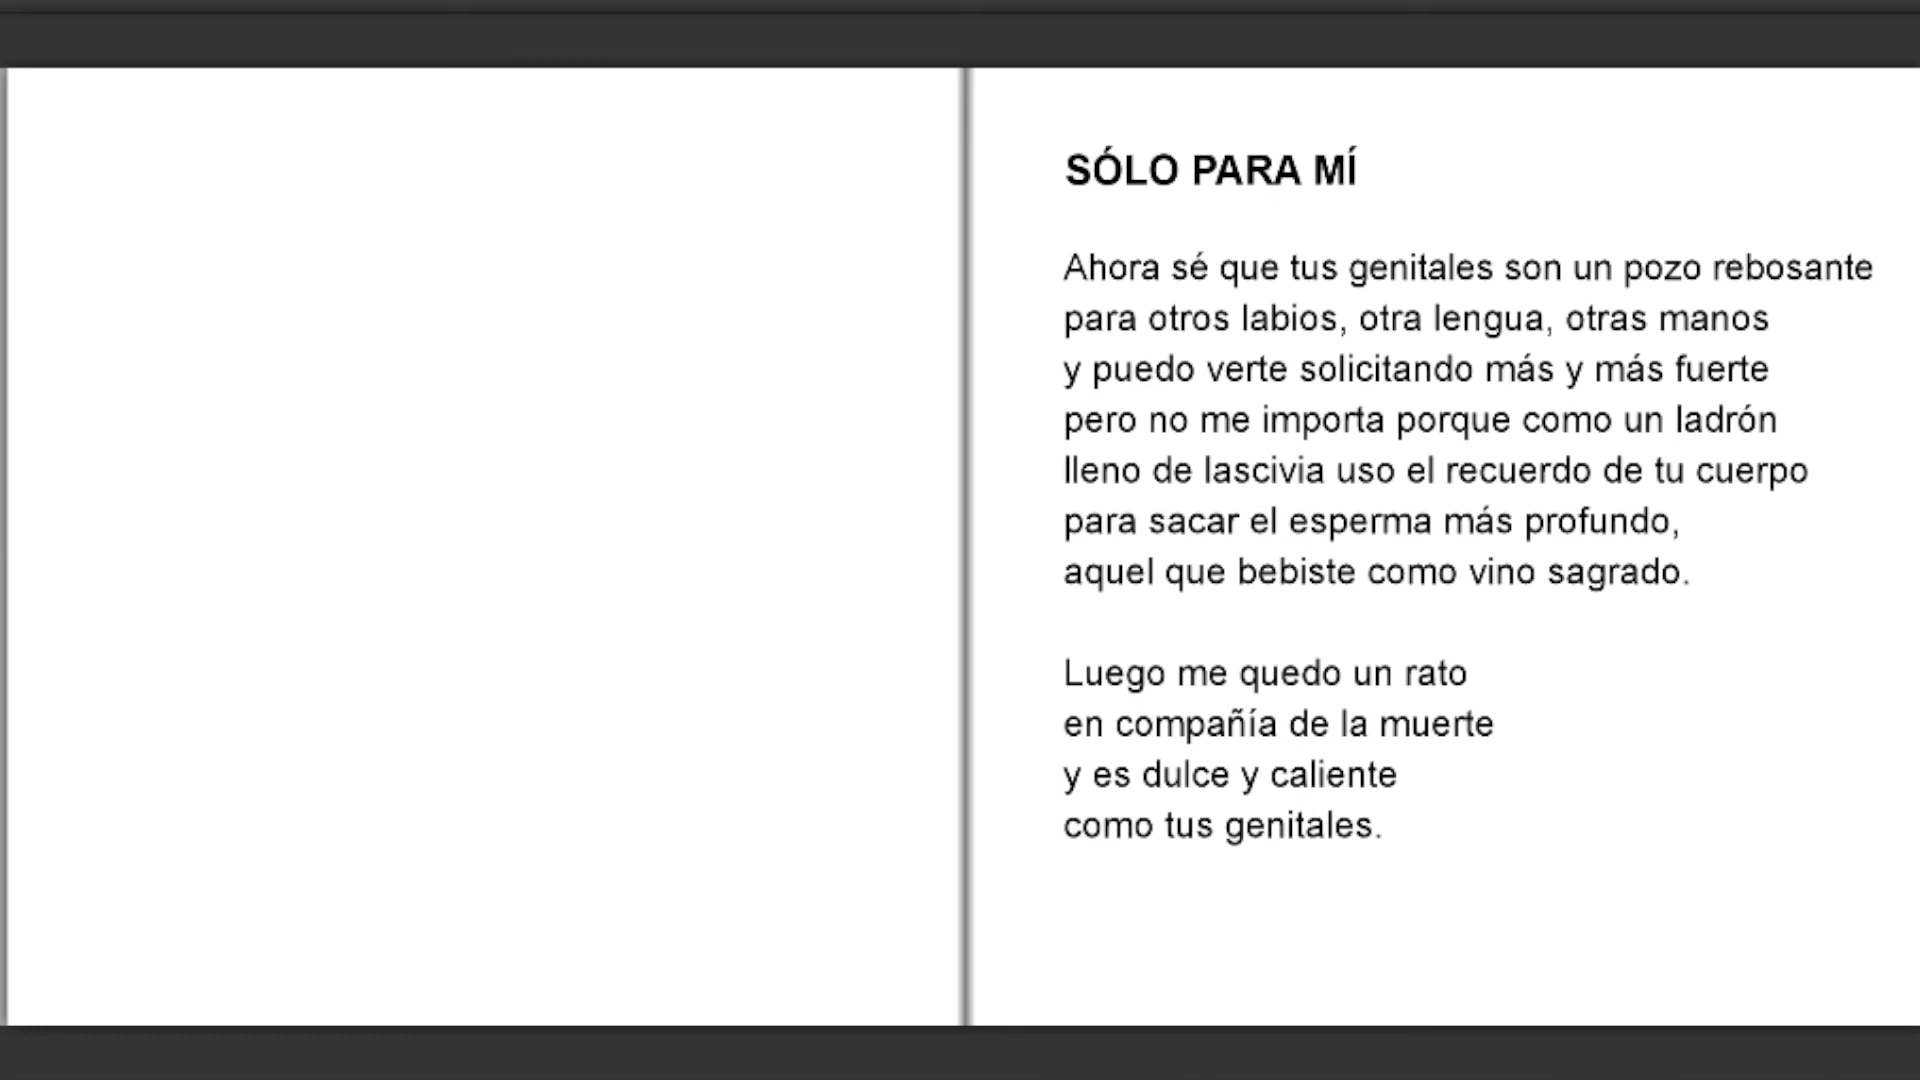 SÓLO PARA MÍ
Ahora sé que tus genitales son un pozo rebosante
para otros labios, otra lengua, otras manos
y puedo verte solicitando más y más fuerte
pero no me importa porque como un ladrón
lleno de lascivia uso el recuerdo de tu cuerpo
para sacar el esperma más profundo,
aquel que bebiste como vino sagrado.
Luego me quedo un rato
en compañía de la muerte
y es dulce y caliente
como tus genitales.